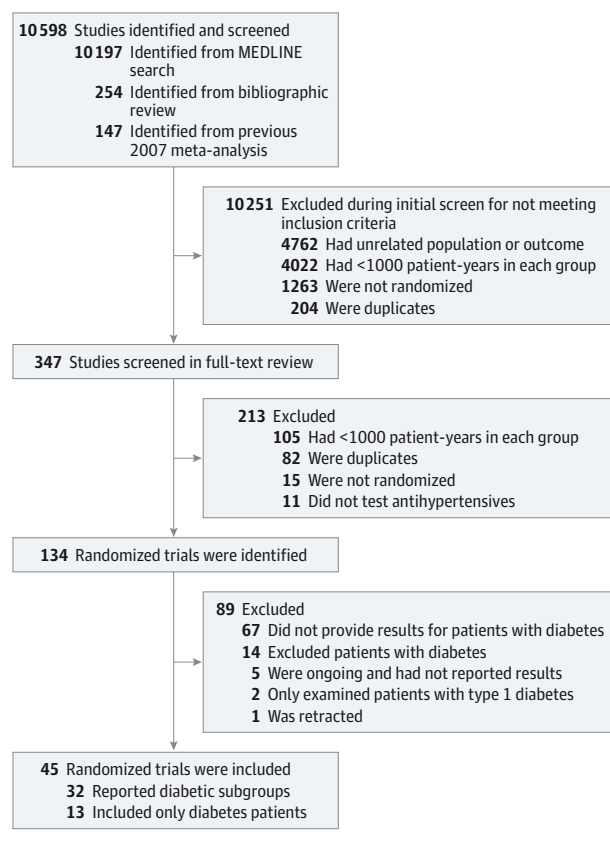 10 598 Studies identified and screened
10 197 Identified from MEDLINE
search
254 Identified from bibliographic
review
147 Identified from previous
2007 meta-analysis
10 251 Excluded during initial screen for not meeting
inclusion criteria
4762 Had unrelated population or outcome
4022 Had <1000 patient-years in each group
1263 Were not randomized
204 Were duplicates
347 Studies screened in full-text review
213 Excluded
105 Had <1000 patient-years in each group
82 Were duplicates
15 Were not randomized
11 Did not test antihypertensives
134 Randomized trials were identified
89 Excluded
67 Did not provide results for patients with diabetes
14 Excluded patients with diabetes
5 Were ongoing and had not reported results
2 Only examined patients with type 1 diabetes
1 Was retracted
45 Randomized trials were included
32 Reported diabetic subgroups
13 Included only diabetes patients